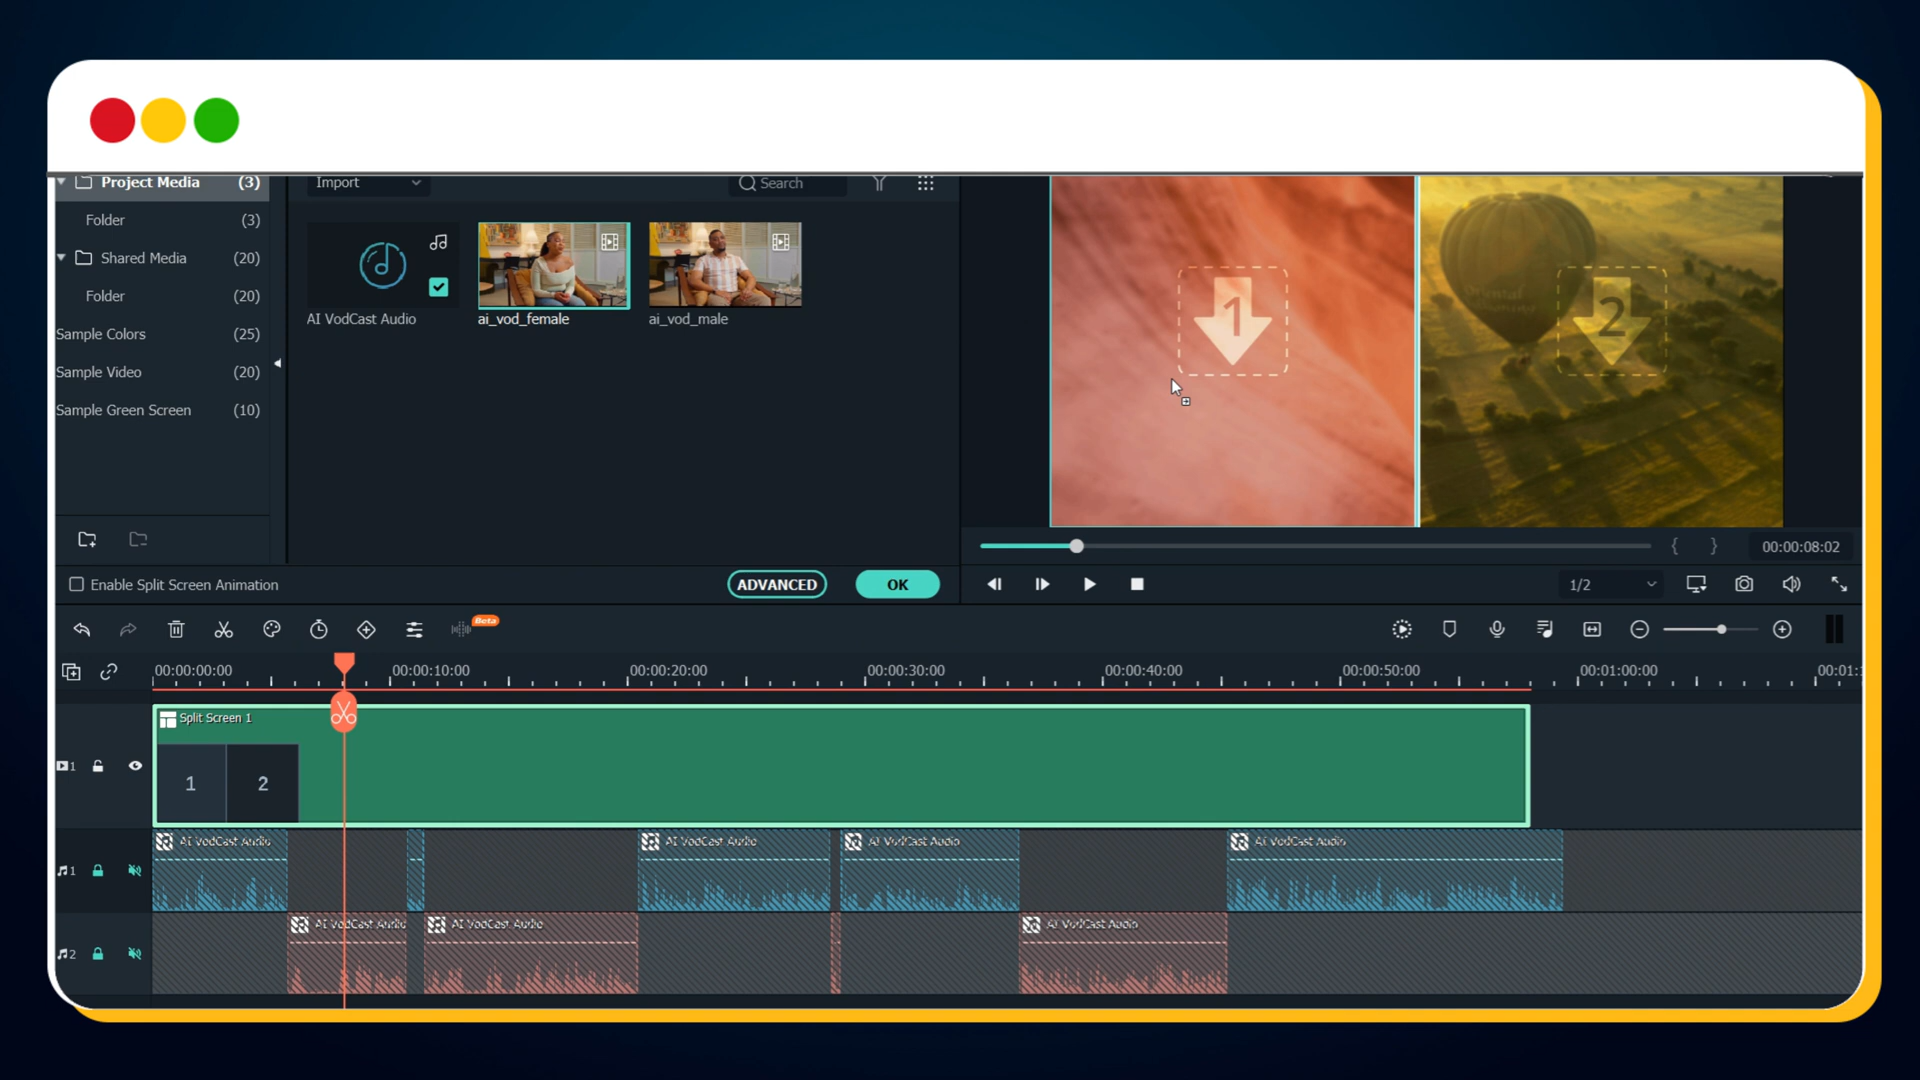 Project Media (3)
Import
Search
Folder (3)
Shared Media (20)
Folder (20)
Sample Colors (25)
Sample Video (20)
Sample Green Screen (10)
AI VodCast Audio
ai_vod_female
ai_vod_male
1
2
{ }
00:00:08:02
Enable Split Screen Animation
ADVANCED
OK
1/2
Beta
00:00:00:00
00:00:10:00
00:00:20:00
00:00:30:00
00:00:40:00
00:00:50:00
00:01:00:00
Split Screen 1
1
1 2
AI VodCast Audio
AI VodCast Audio
AI VodCast Audio
AI VodCast Audio
1
AI VodCast Audio
AI VodCast Audio
AI VodCast Audio
2